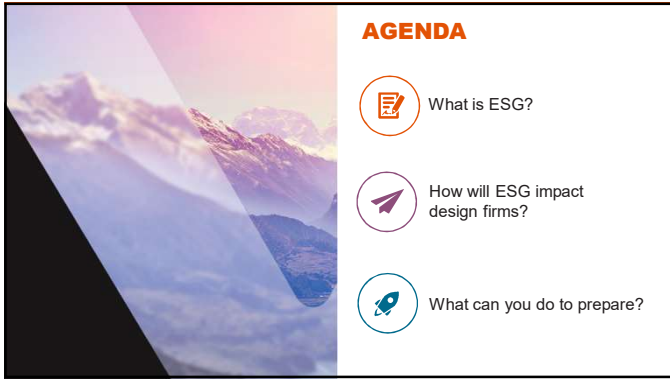 AGENDA
What is ESG?
How will ESG impact
design firms?
What can you do to prepare?